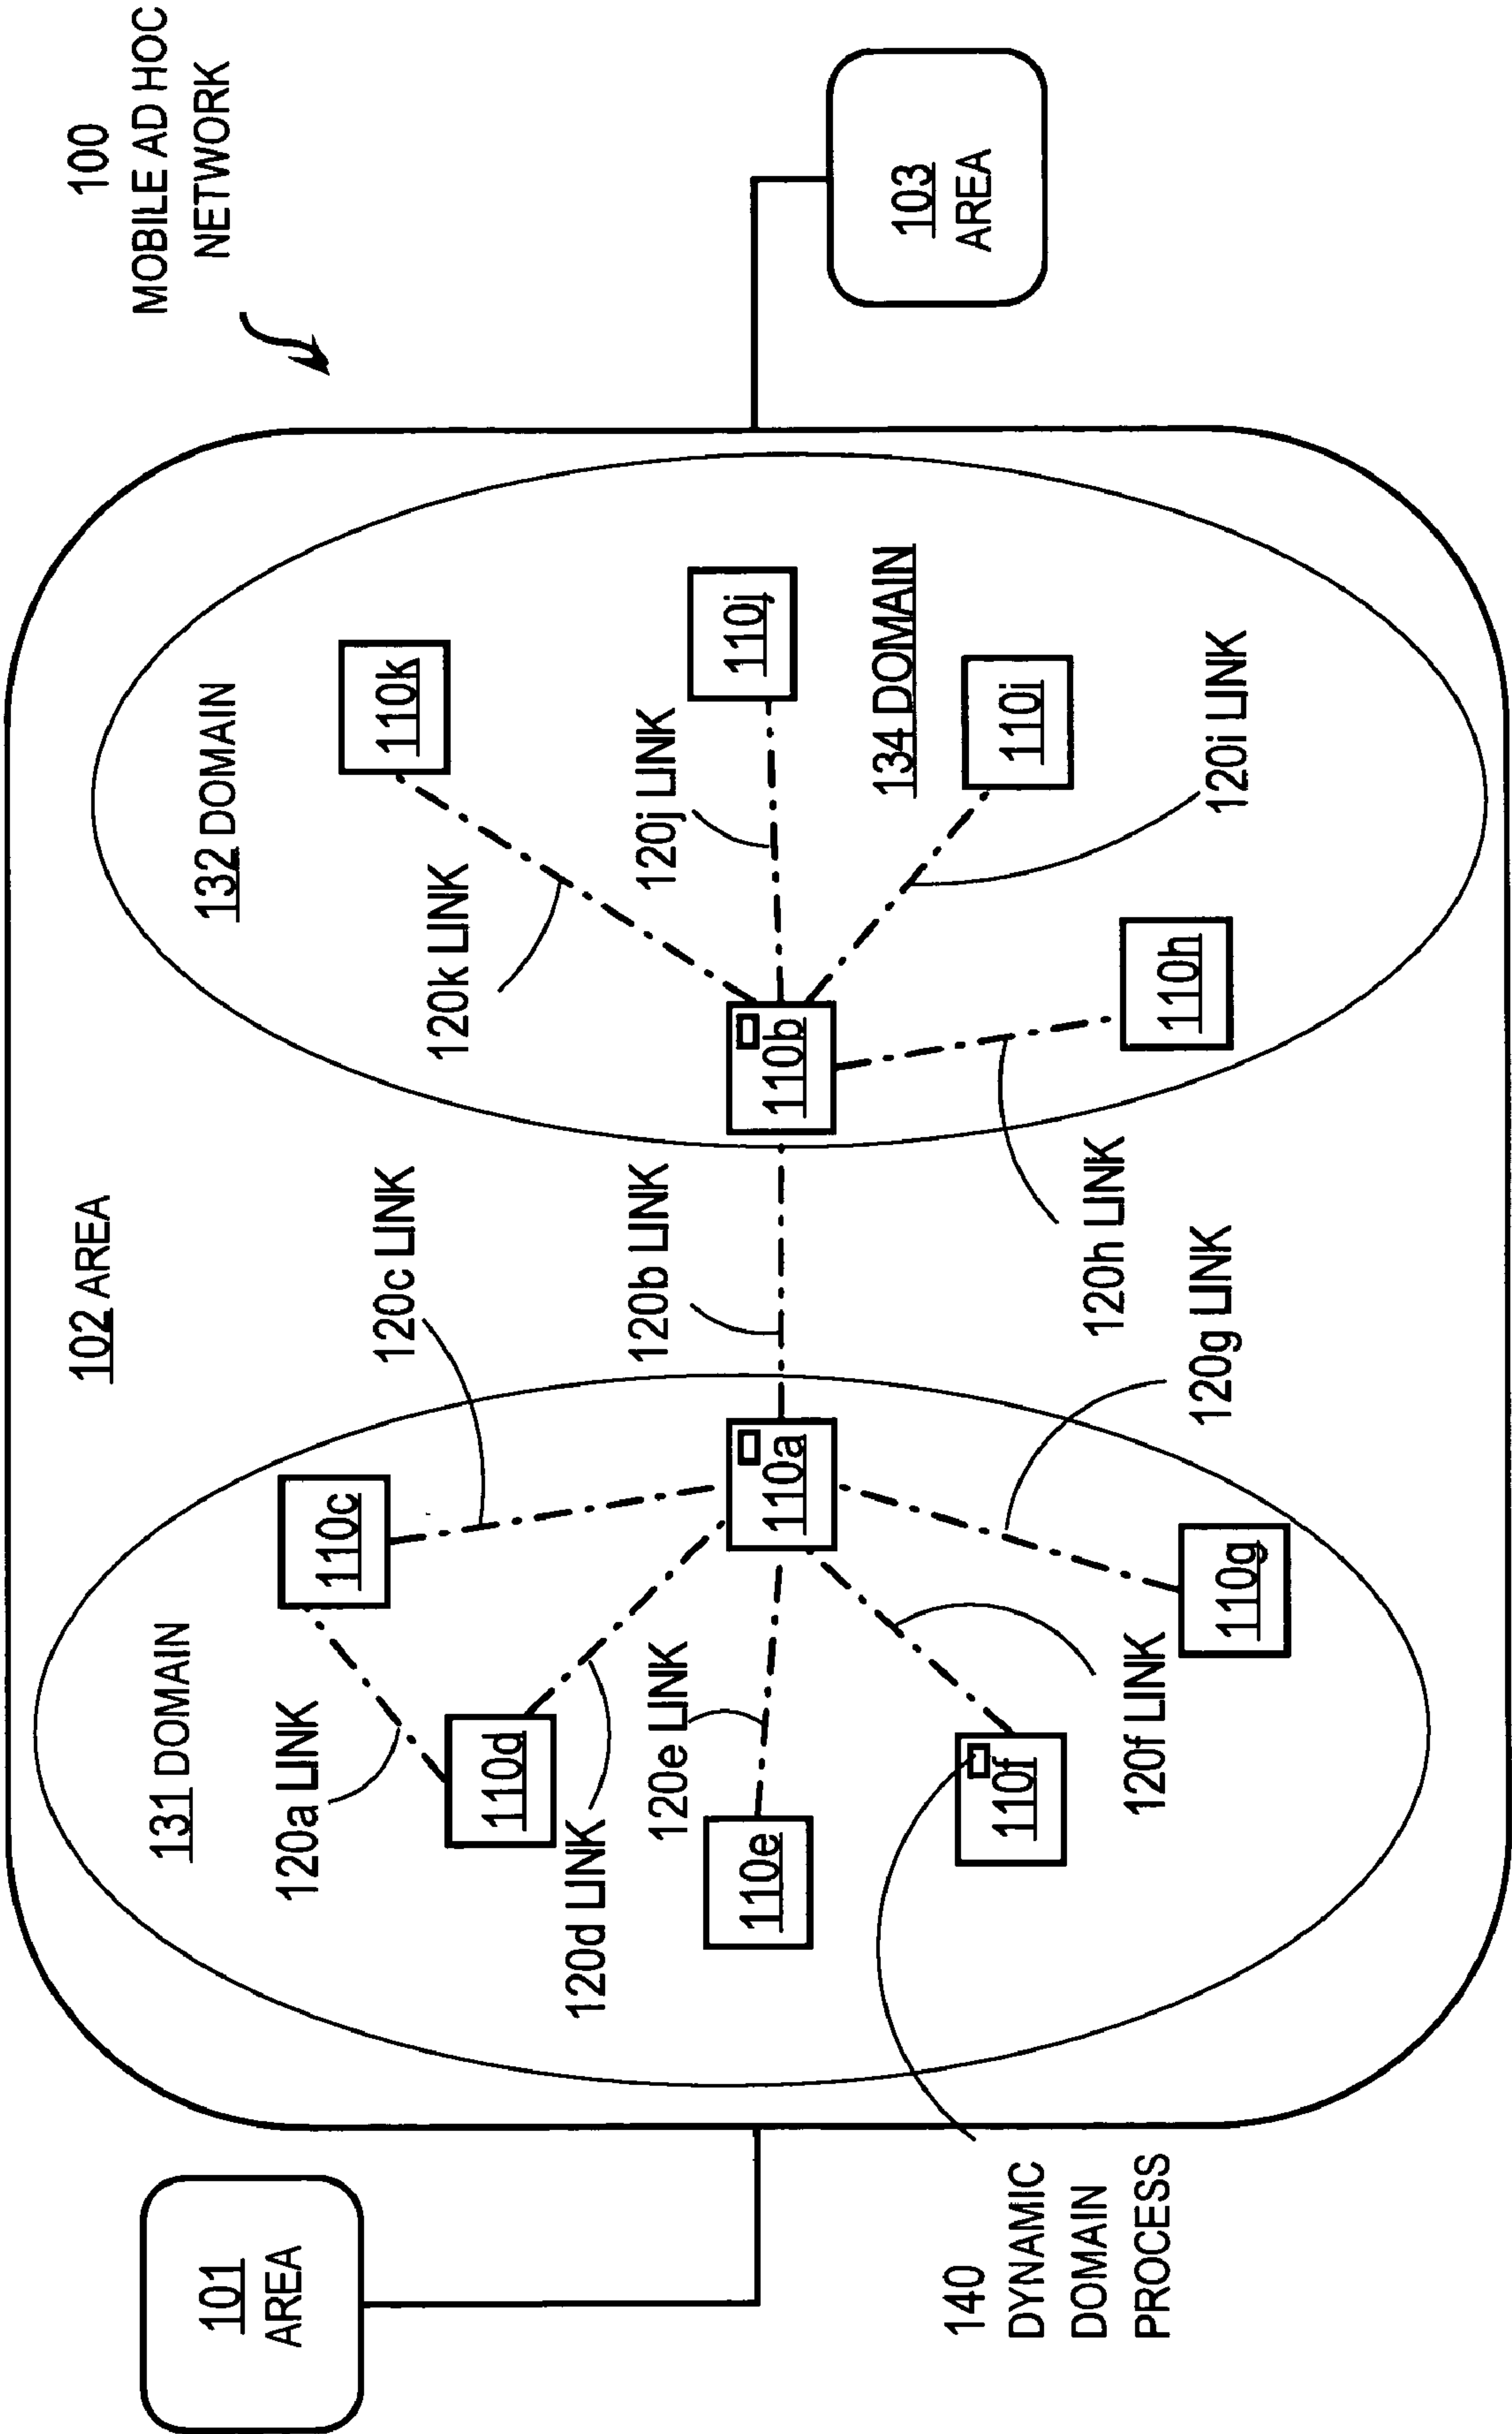 100
MOBILE AD HOC
NETWORK
102 AREA
101
AREA
103
AREA
131 DOMAIN
132 DOMAIN
134 DOMAIN
120a LINK
120c LINK
120d LINK
120e LINK
120b LINK
120k LINK
120j LINK
120i LINK
120h LINK
120g LINK
120f LINK
110c
110d
110e
110f
110g
110a
110b
110k
110j
110i
110h
140
DYNAMIC
DOMAIN
PROCESS